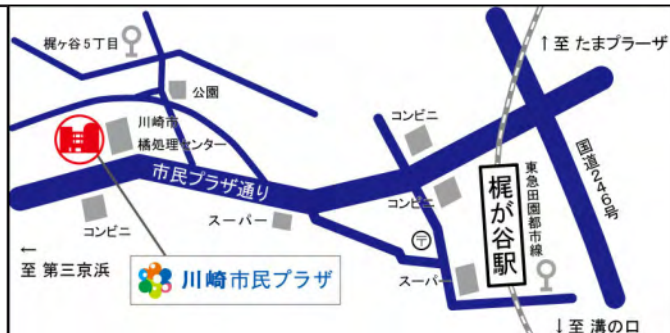 梶ヶ谷5丁目
公園
川崎市
橘処理センター
市民プラザ通り
コンビニ
スーパー
←
至 第三京浜
川崎市民プラザ
コンビニ
コンビニ
〒
スーパー
梶が谷駅
東急田園都市線
国道246号
↑至 たまプラーザ
↓至 溝の口